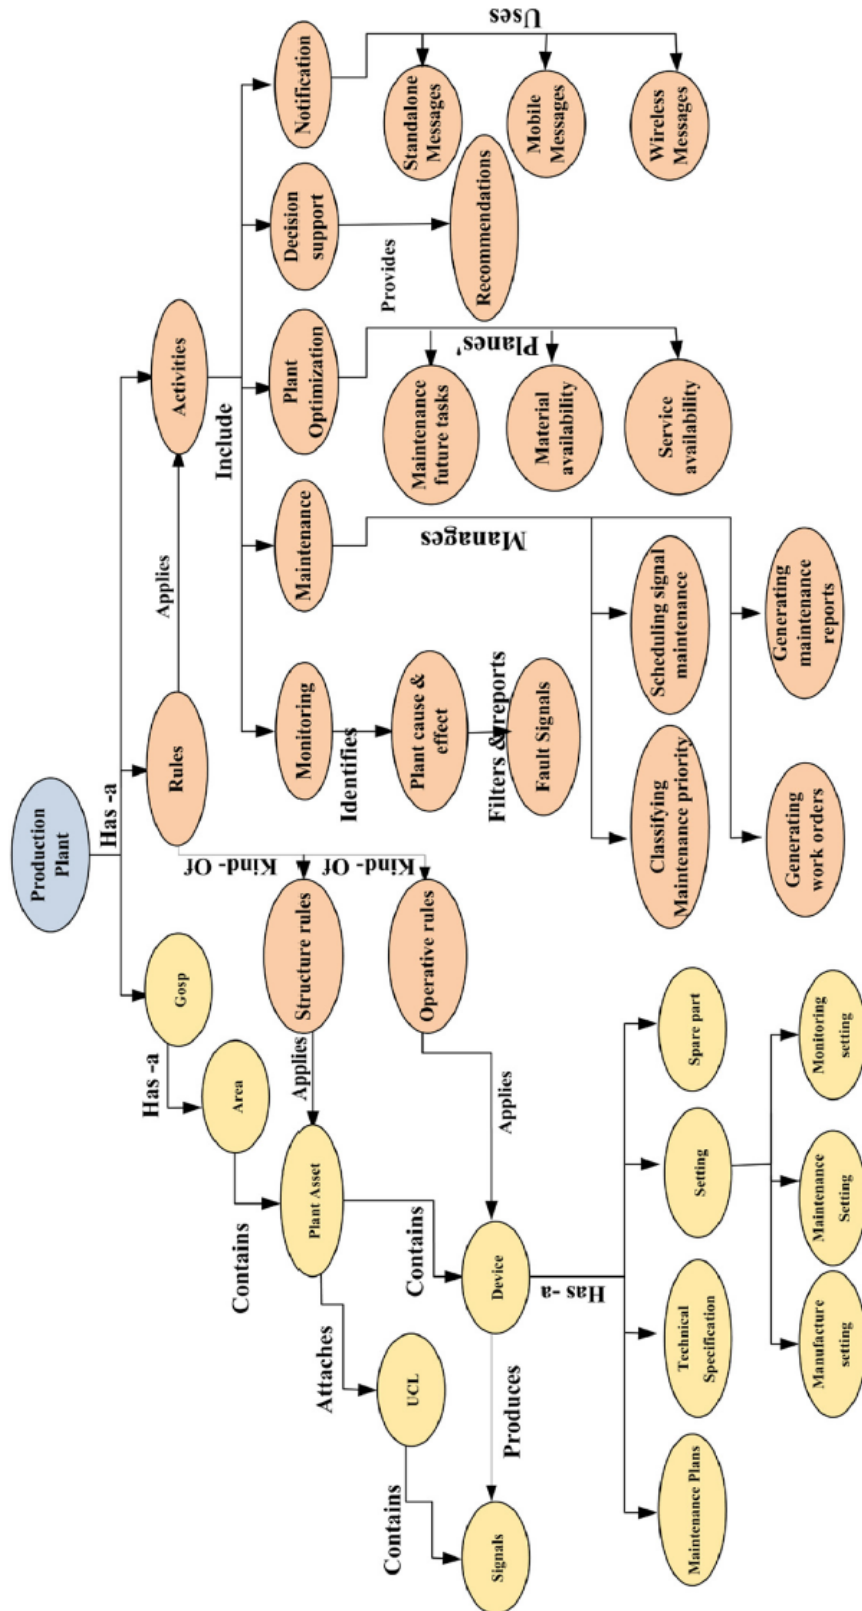 Production
Plant
Has -a
Gosp
Rules
Applies
Activities
Has -a
Area
Kind- Of
Kind- Of
Include
Contains
Plant Asset
Applies
Structure rules
Monitoring
Maintenance
Plant
Optimization
Decision
support
Notification
Identifies
Manages
Planes'
Provides
Uses
Attaches
Contains
Operative rules
Plant cause &
effect
Maintenance
future tasks
Recommendations
Standalone
Messages
UCL
Applies
Filters & reports
Fault Signals
Material
availability
Mobile
Messages
Contains
Signals
Produces
Device
Service
availability
Wireless
Messages
Has -a
Classifying
Maintenance priority
Scheduling signal
maintenance
Maintenance Plans
Technical
Specification
Setting
Spare part
Generating
work orders
Generating
maintenance
reports
Manufacture
setting
Maintenance
Setting
Monitoring
setting